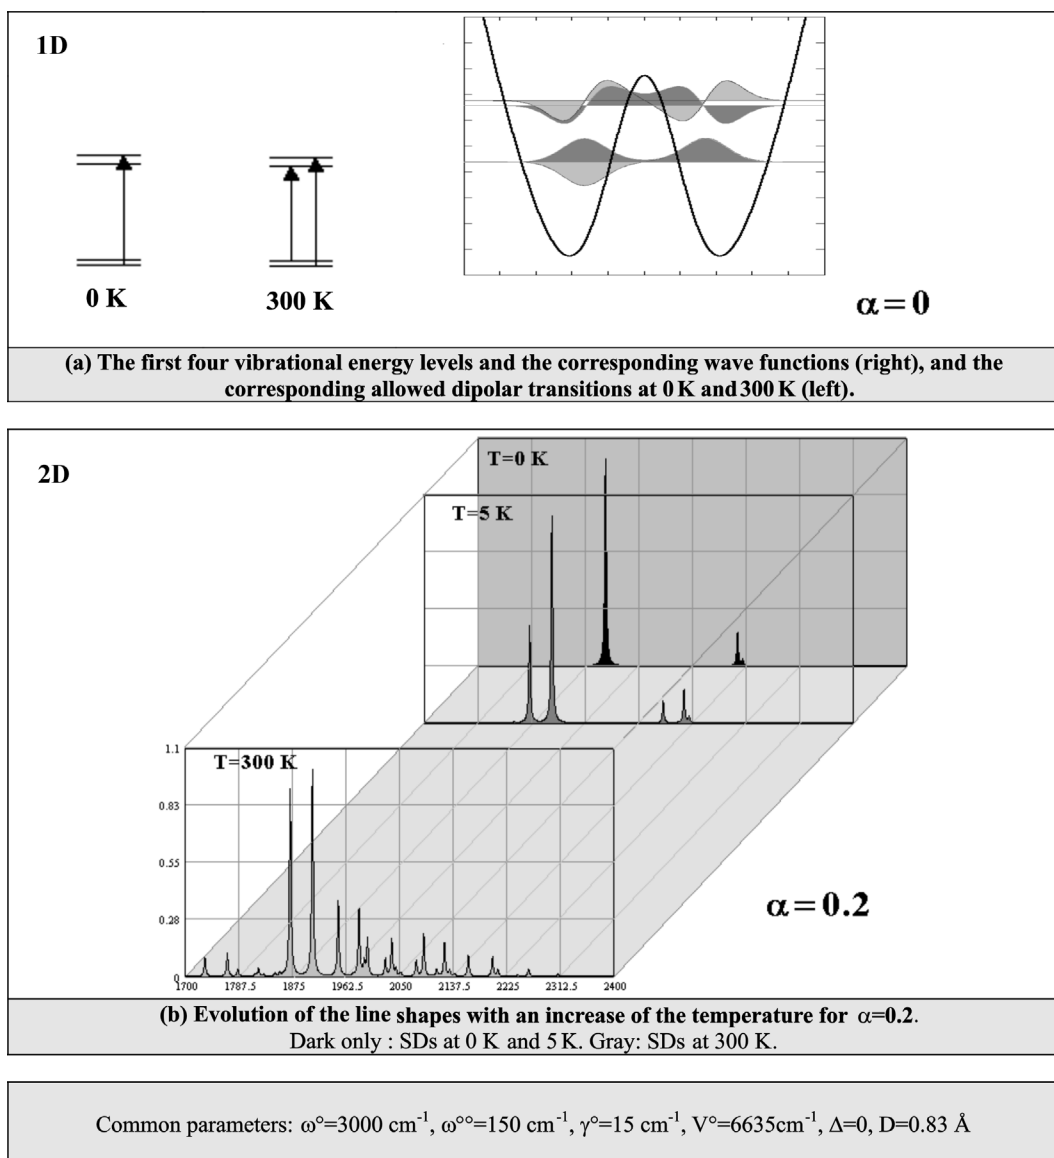 1D
0 K
300 K
α=0
(a) The first four vibrational energy levels and the corresponding wave functions (right), and the
corresponding allowed dipolar transitions at 0 K and 300 K (left).
2D
T=0 K
T=5 K
T=300 K
1.1
0.83
0.55
0.28
0
1700 1787.5 1875 1962.5 2050 2137.5 2225 2312.5 2400
α=0.2
(b) Evolution of the line shapes with an increase of the temperature for α=0.2.
Dark only : SDs at 0 K and 5 K. Gray: SDs at 300 K.
Common parameters: ω°=3000 cm⁻¹, ω°°=150 cm⁻¹, γ°=15 cm⁻¹, V°=6635cm⁻¹, Δ=0, D=0.83 Å